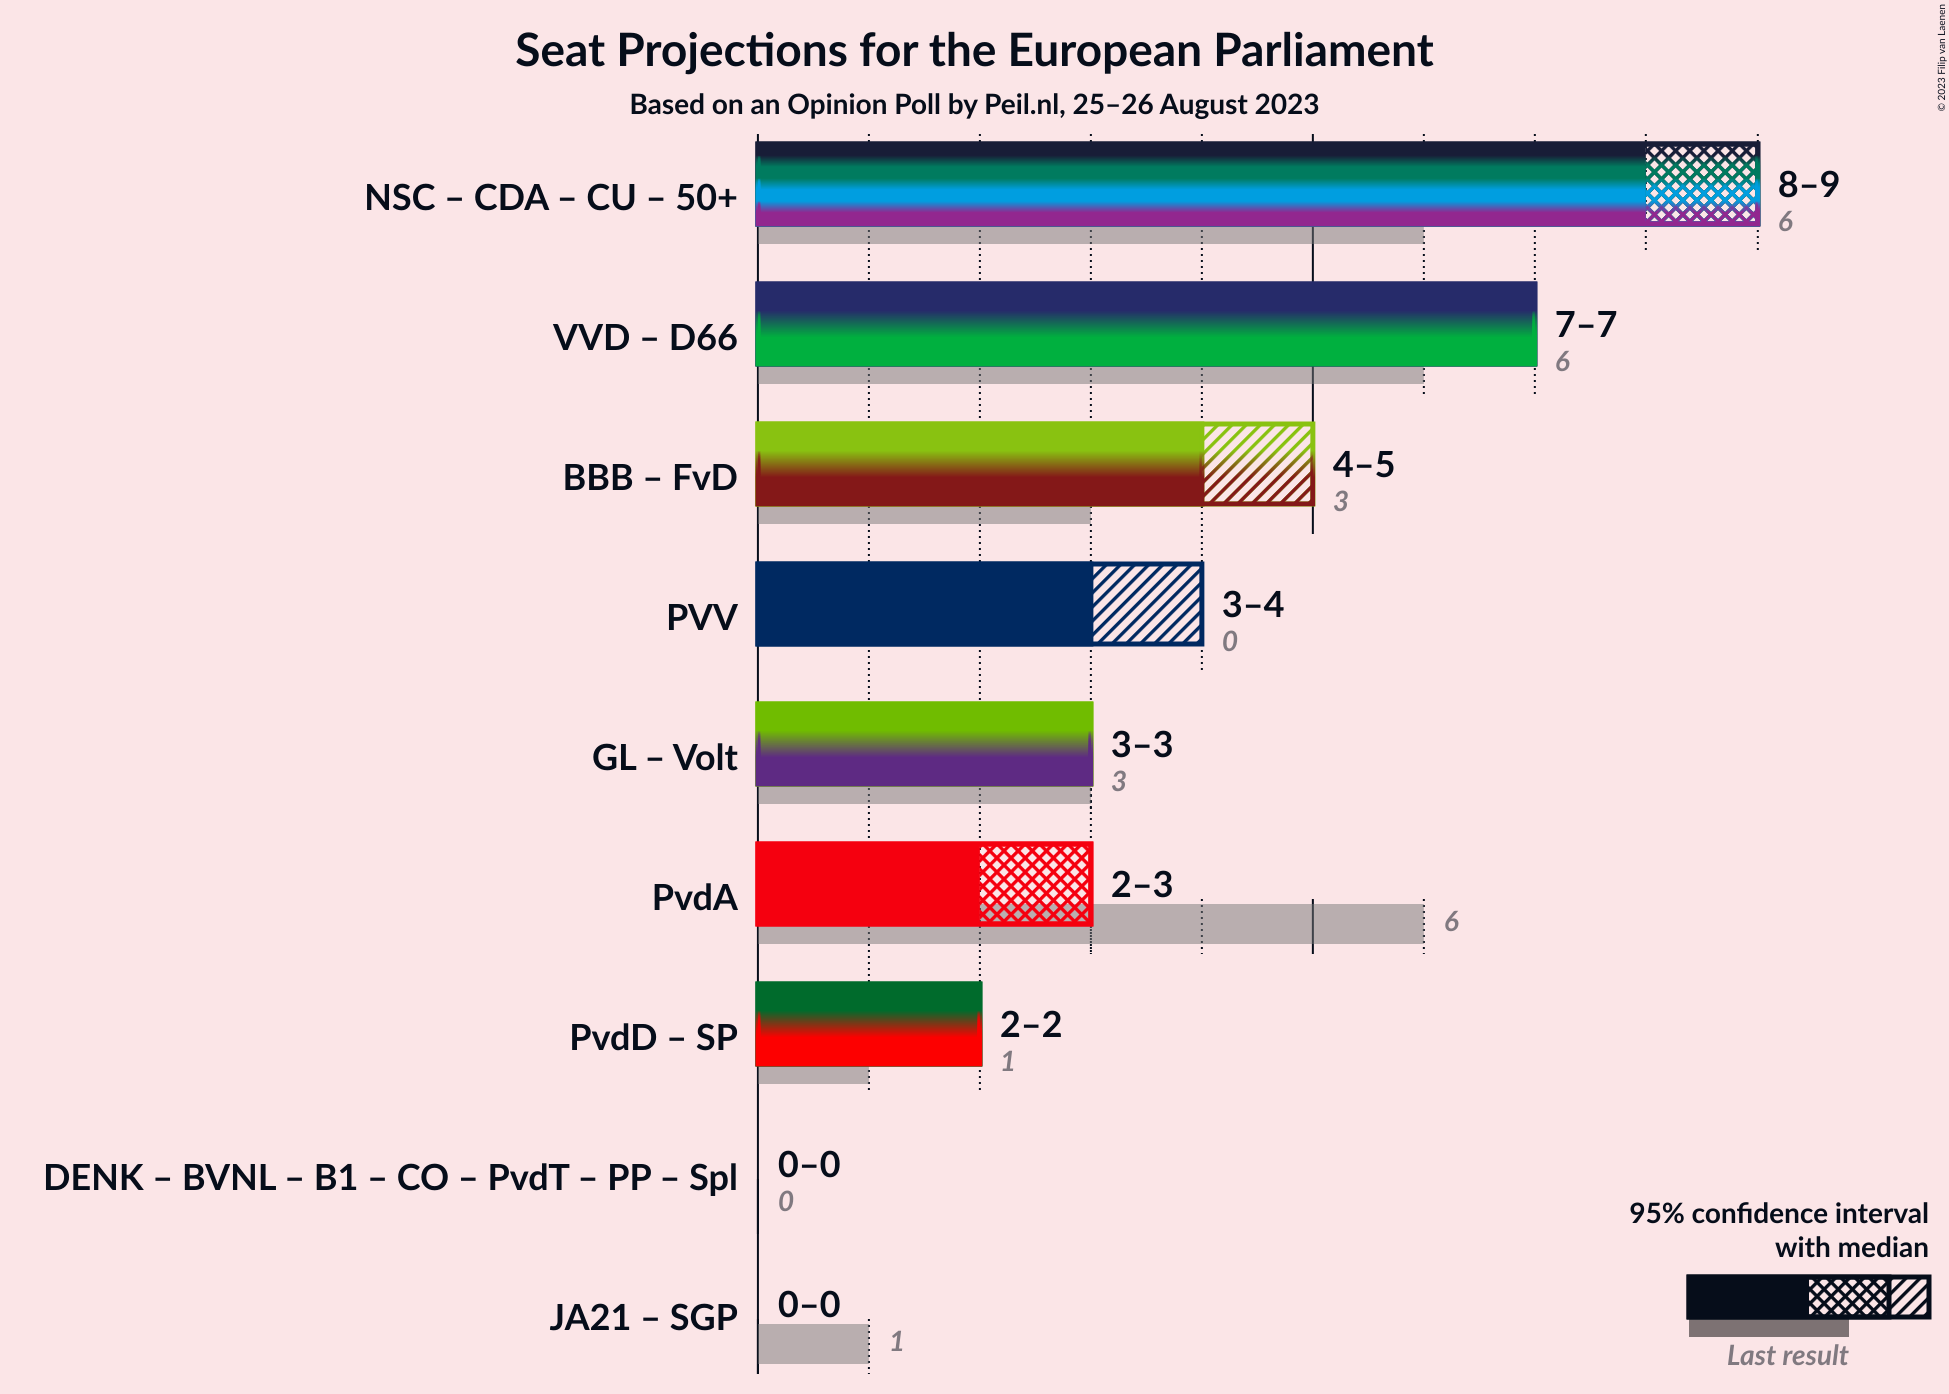 Seat Projections for the European Parliament
Based on an Opinion Poll by Peil.nl, 25–26 August 2023
© 2023 Filip van Laenen
NSC – CDA – CU – 50+
8–9
6
VVD – D66
7–7
6
BBB – FvD
4–5
3
PVV
3–4
0
GL – Volt
3–3
3
PvdA
2–3
6
PvdD – SP
2–2
1
DENK – BVNL – B1 – CO – PvdT – PP – Spl
0–0
0
JA21 – SGP
0–0
1
95% confidence interval
with median
Last result